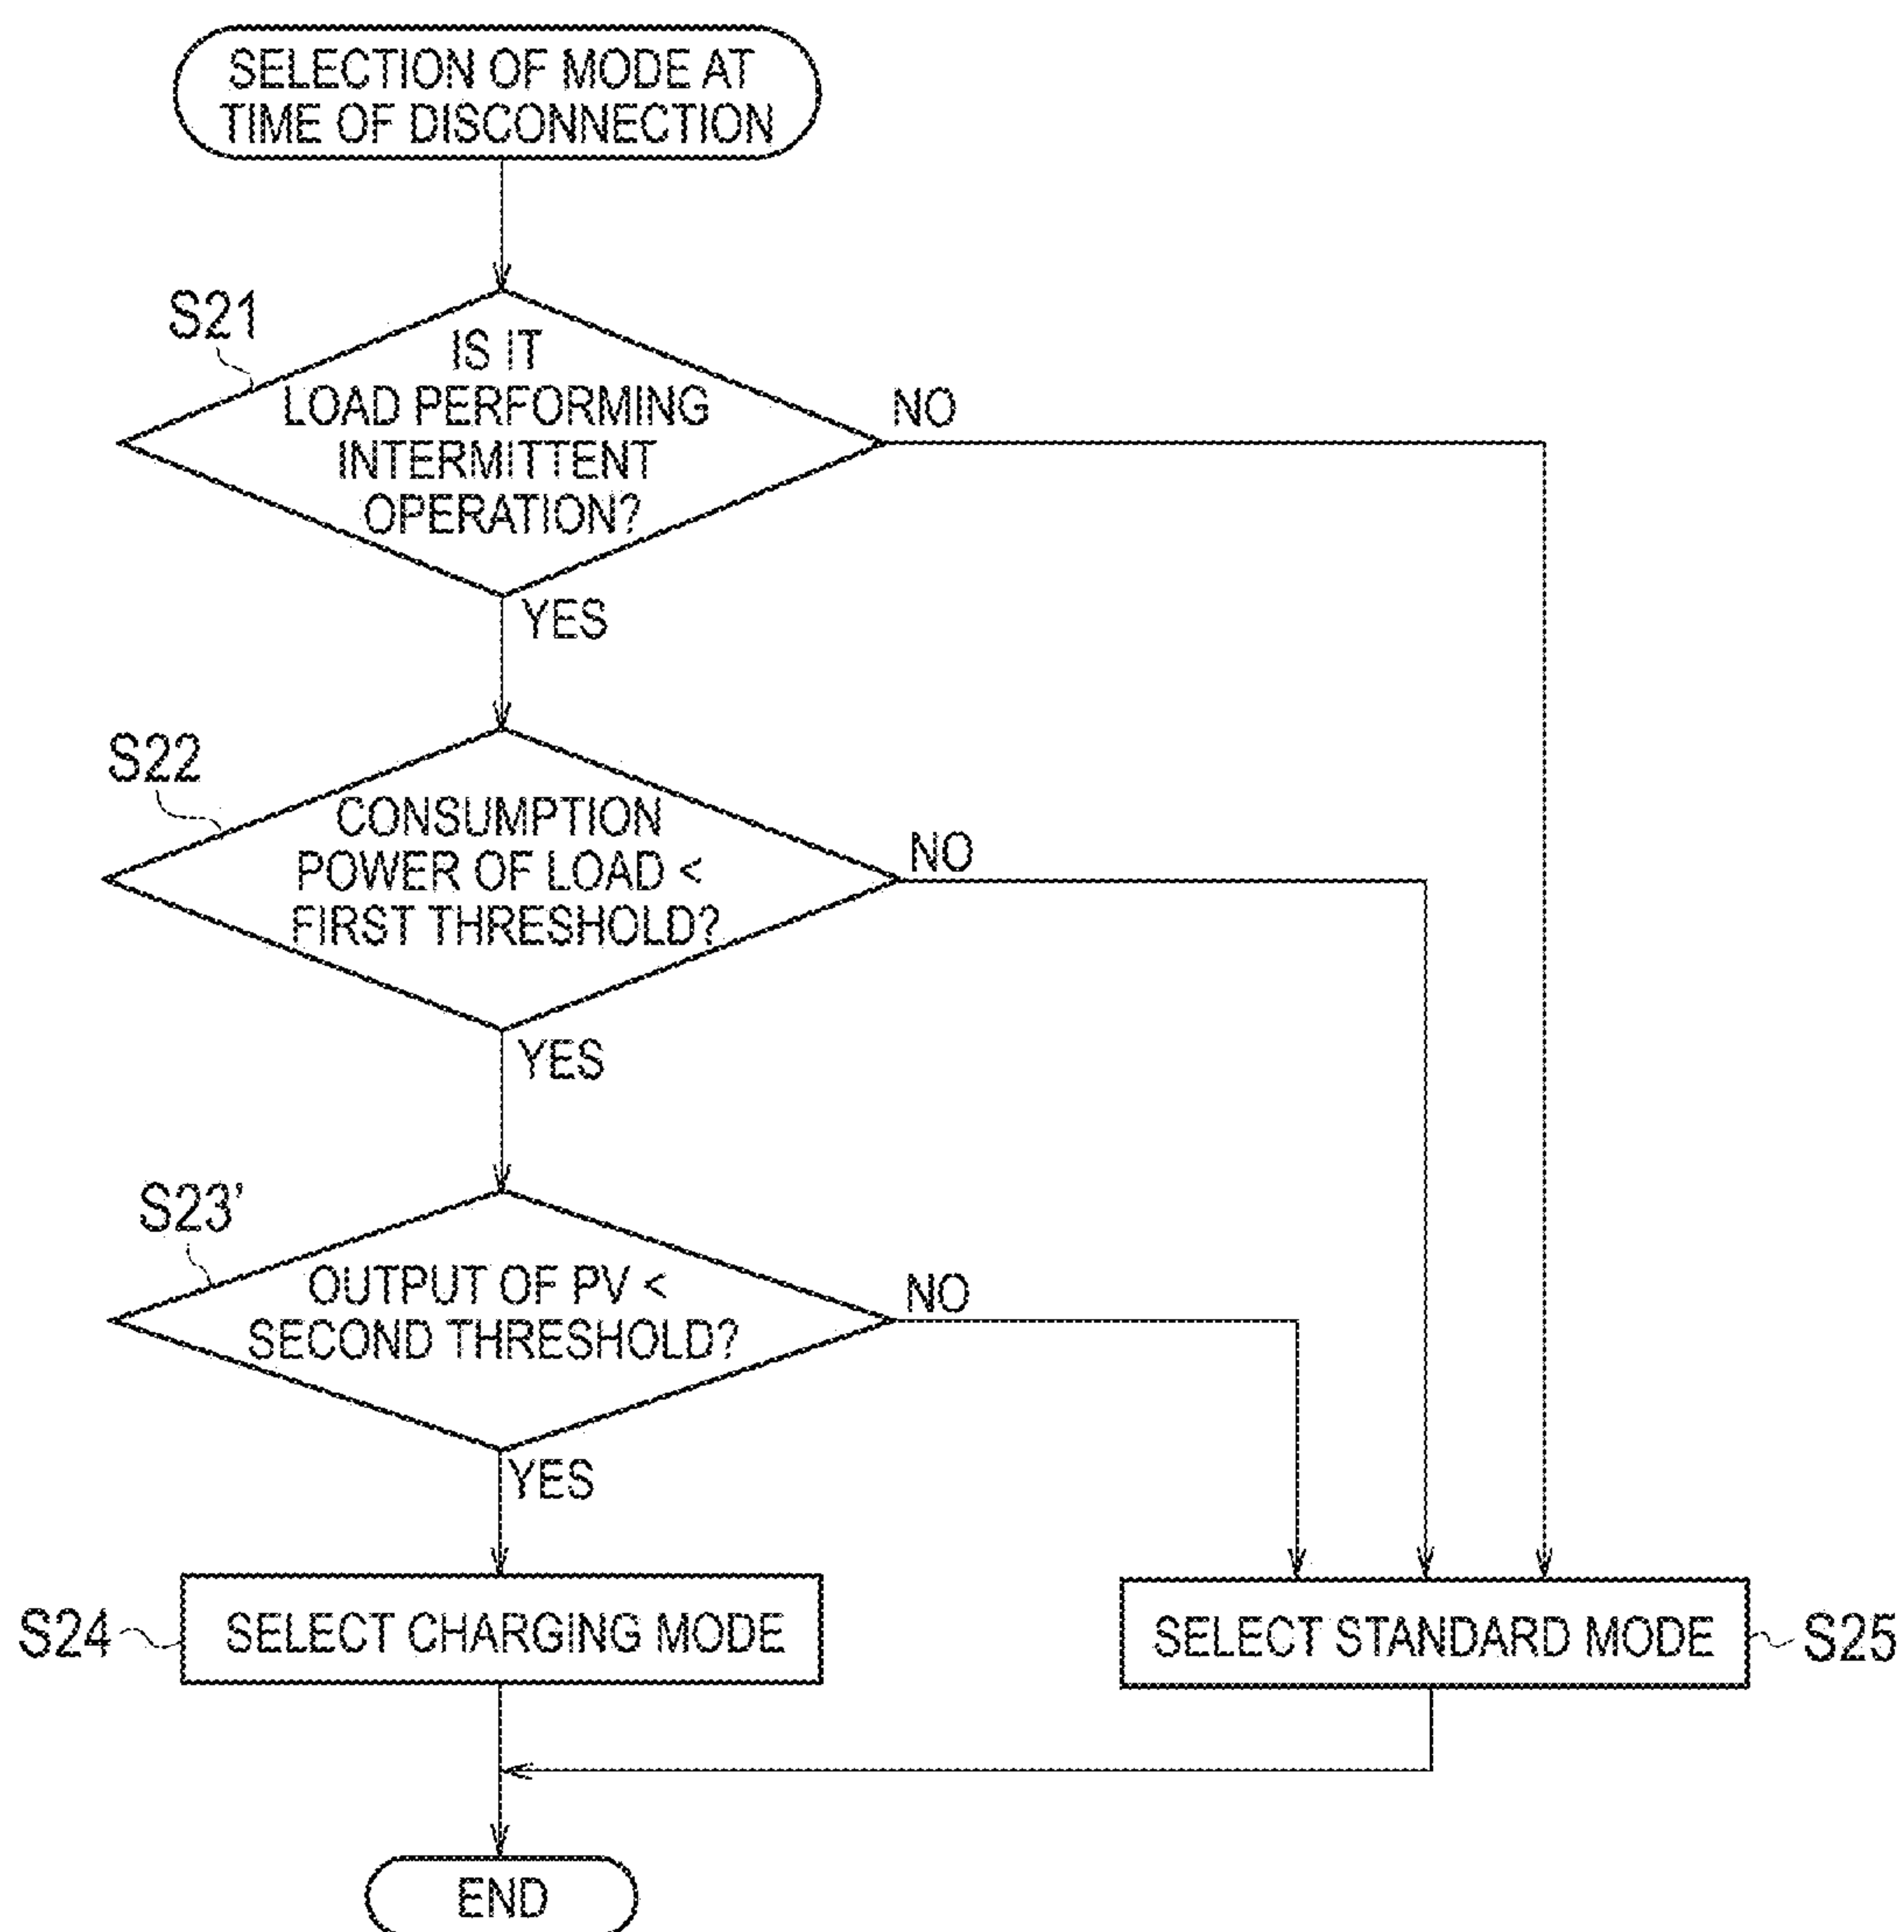 SELECTION OF MODE AT
TIME OF DISCONNECTION
S21
IS IT
LOAD PERFORMING
INTERMITTENT
OPERATION?
NO
YES
S22
CONSUMPTION
POWER OF LOAD <
FIRST THRESHOLD?
NO
YES
S23'
OUTPUT OF PV <
SECOND THRESHOLD?
NO
YES
S24
SELECT CHARGING MODE
SELECT STANDARD MODE
S25
END